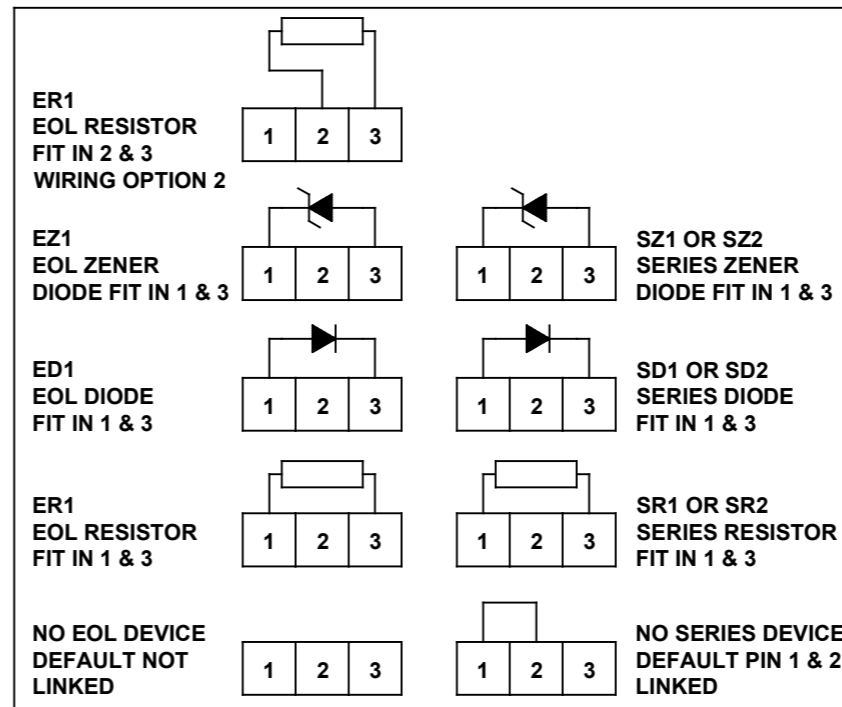 ER1
EOL RESISTOR
FIT IN 2 & 3
WIRING OPTION 2
1 2 3
EZ1
EOL ZENER
DIODE FIT IN 1 & 3
1 2 3
1 2 3
SZ1 OR SZ2
SERIES ZENER
DIODE FIT IN 1 & 3
ED1
EOL DIODE
FIT IN 1 & 3
1 2 3
1 2 3
SD1 OR SD2
SERIES DIODE
FIT IN 1 & 3
ER1
EOL RESISTOR
FIT IN 1 & 3
1 2 3
1 2 3
SR1 OR SR2
SERIES RESISTOR
FIT IN 1 & 3
NO EOL DEVICE
DEFAULT NOT
LINKED
1 2 3
1 2 3
NO SERIES DEVICE
DEFAULT PIN 1 & 2
LINKED